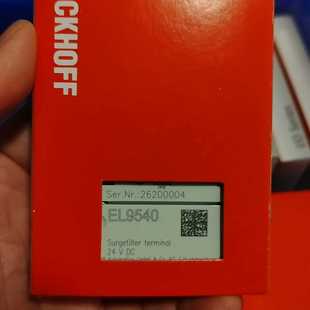 CKHOFF
Ser.Nr.:26200004
EL9540
Surgefilter terminal
24 V DC